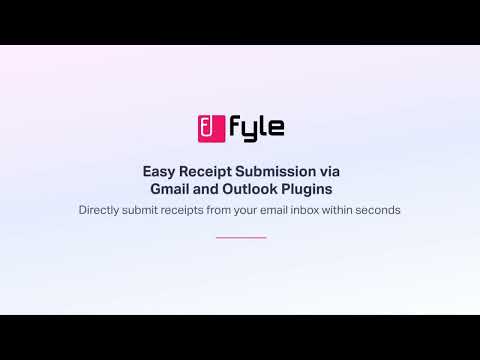 fyle
Easy Receipt Submission via
Gmail and Outlook Plugins
Directly submit receipts from your email inbox within seconds